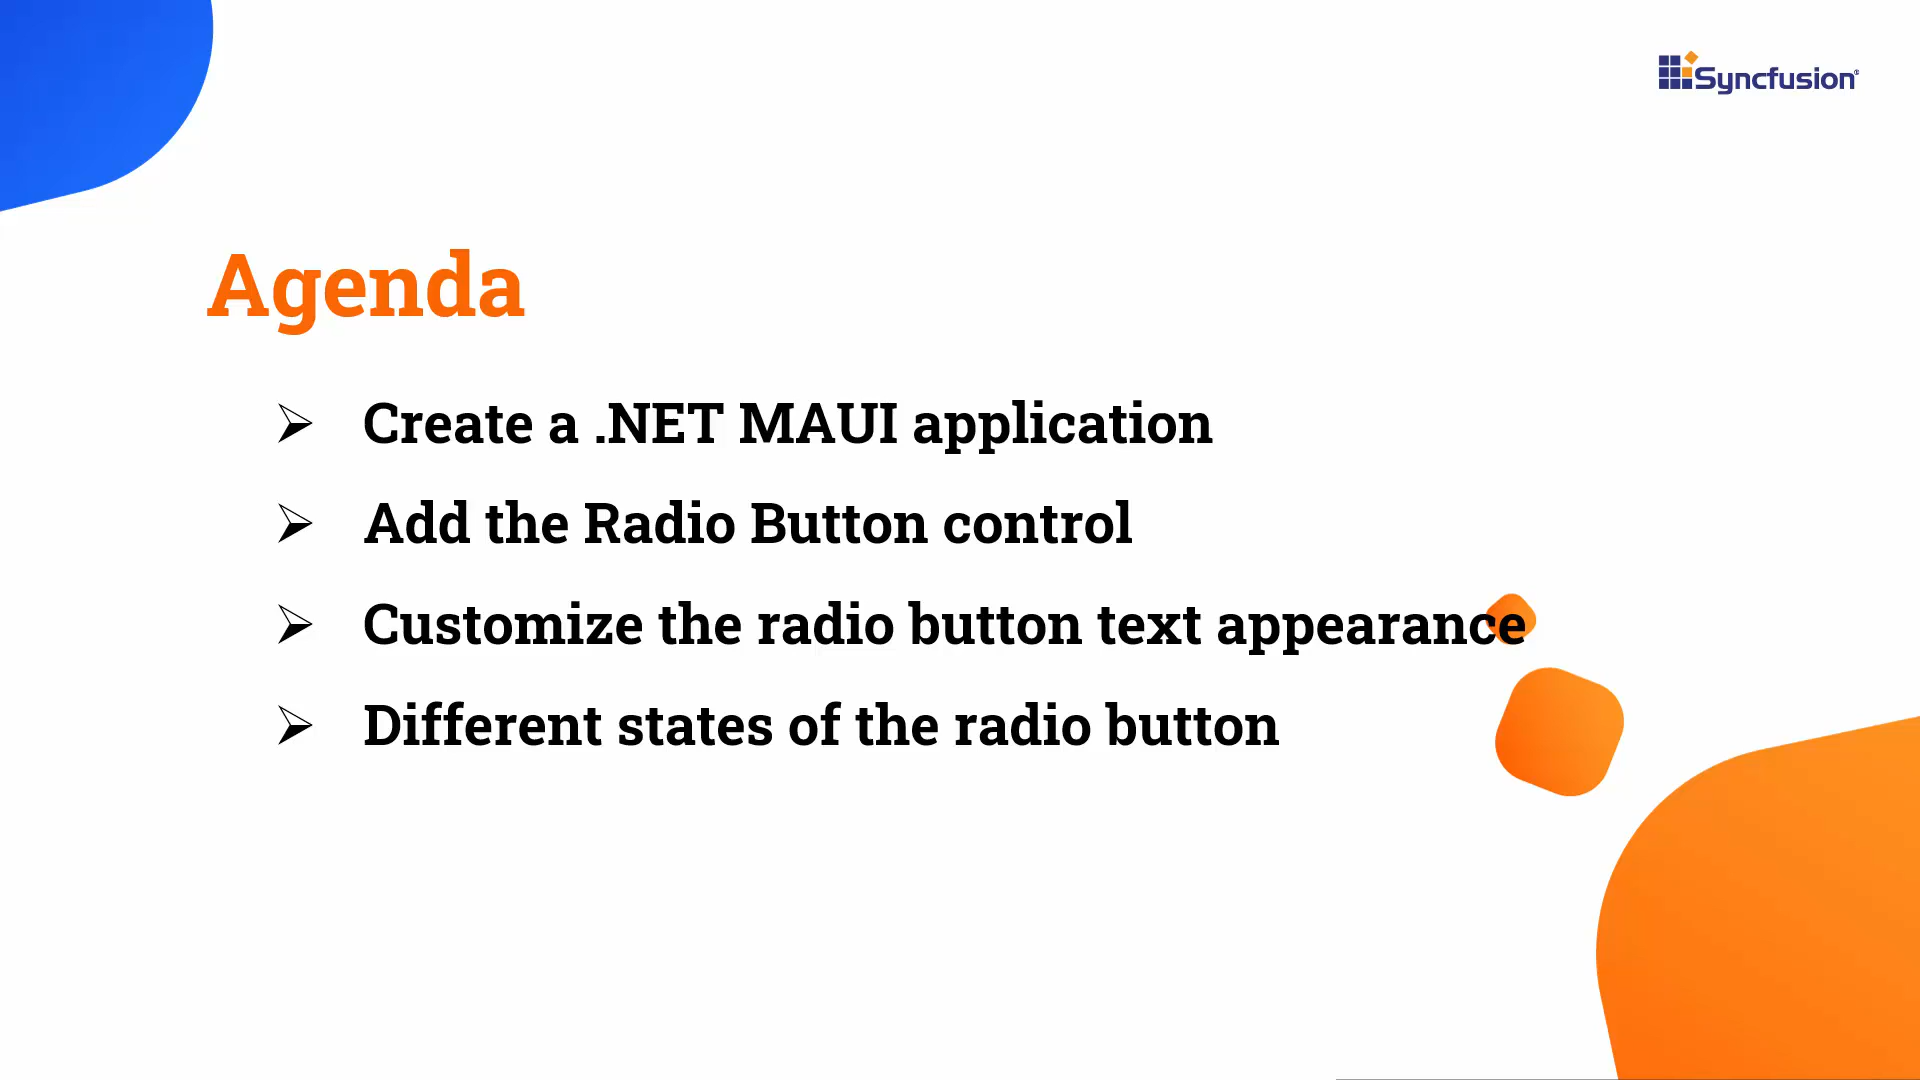 Syncfusion®
Agenda
➢ Create a .NET MAUI application
➢ Add the Radio Button control
➢ Customize the radio button text appearance
➢ Different states of the radio button